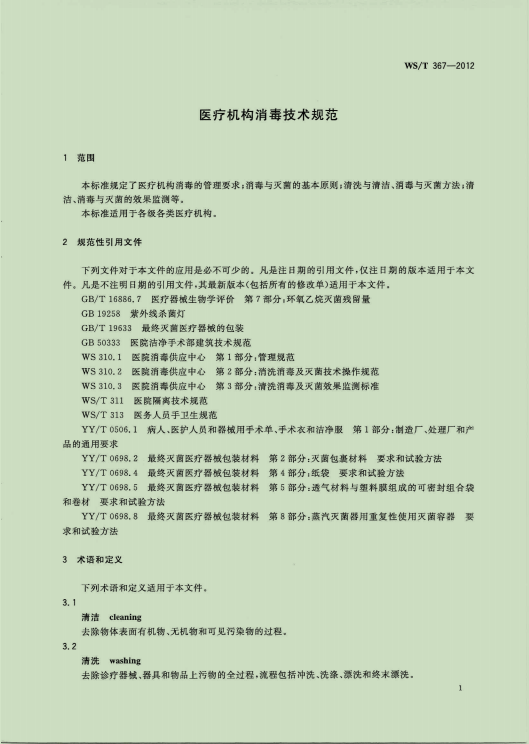 WS/T 367—2012
医疗机构消毒技术规范
1 范围
本标准规定了医疗机构消毒的管理要求;消毒与灭菌的基本原则;清洗与清洁、消毒与灭菌方法;清
洁、消毒与灭菌的效果监测等。
本标准适用于各级各类医疗机构。
2 规范性引用文件
下列文件对于本文件的应用是必不可少的。凡是注日期的引用文件,仅注日期的版本适用于本文
件。凡是不注明日期的引用文件,其最新版本(包括所有的修改单)适用于本文件。
GB/T 16886.7 医疗器械生物学评价 第7部分:环氧乙烷灭菌残留量
GB 19258 紫外线杀菌灯
GB/T 19633 最终灭菌医疗器械的包装
GB 50333 医院洁净手术部建筑技术规范
WS 310.1 医院消毒供应中心 第1部分:管理规范
WS 310.2 医院消毒供应中心 第2部分:清洗消毒及灭菌技术操作规范
WS 310.3 医院消毒供应中心 第3部分:清洗消毒及灭菌效果监测标准
WS/T 311 医院隔离技术规范
WS/T 313 医务人员手卫生规范
YY/T 0506.1 病人、医护人员和器械用手术单、手术衣和洁净服 第1部分:制造厂、处理厂和产
品的通用要求
YY/T 0698.2 最终灭菌医疗器械包装材料 第2部分:灭菌包裹材料 要求和试验方法
YY/T 0698.4 最终灭菌医疗器械包装材料 第4部分:纸袋 要求和试验方法
YY/T 0698.5 最终灭菌医疗器械包装材料 第5部分:透气材料与塑料膜组成的可密封组合袋
和卷材 要求和试验方法
YY/T 0698.8 最终灭菌医疗器械包装材料 第8部分:蒸汽灭菌器用重复性使用灭菌容器 要
求和试验方法
3 术语和定义
下列术语和定义适用于本文件。
3.1
清洁 cleaning
去除物体表面有机物、无机物和可见污染物的过程。
3.2
清洗 washing
去除诊疗器械、器具和物品上污物的全过程,流程包括冲洗、洗涤、漂洗和终末漂洗。
1